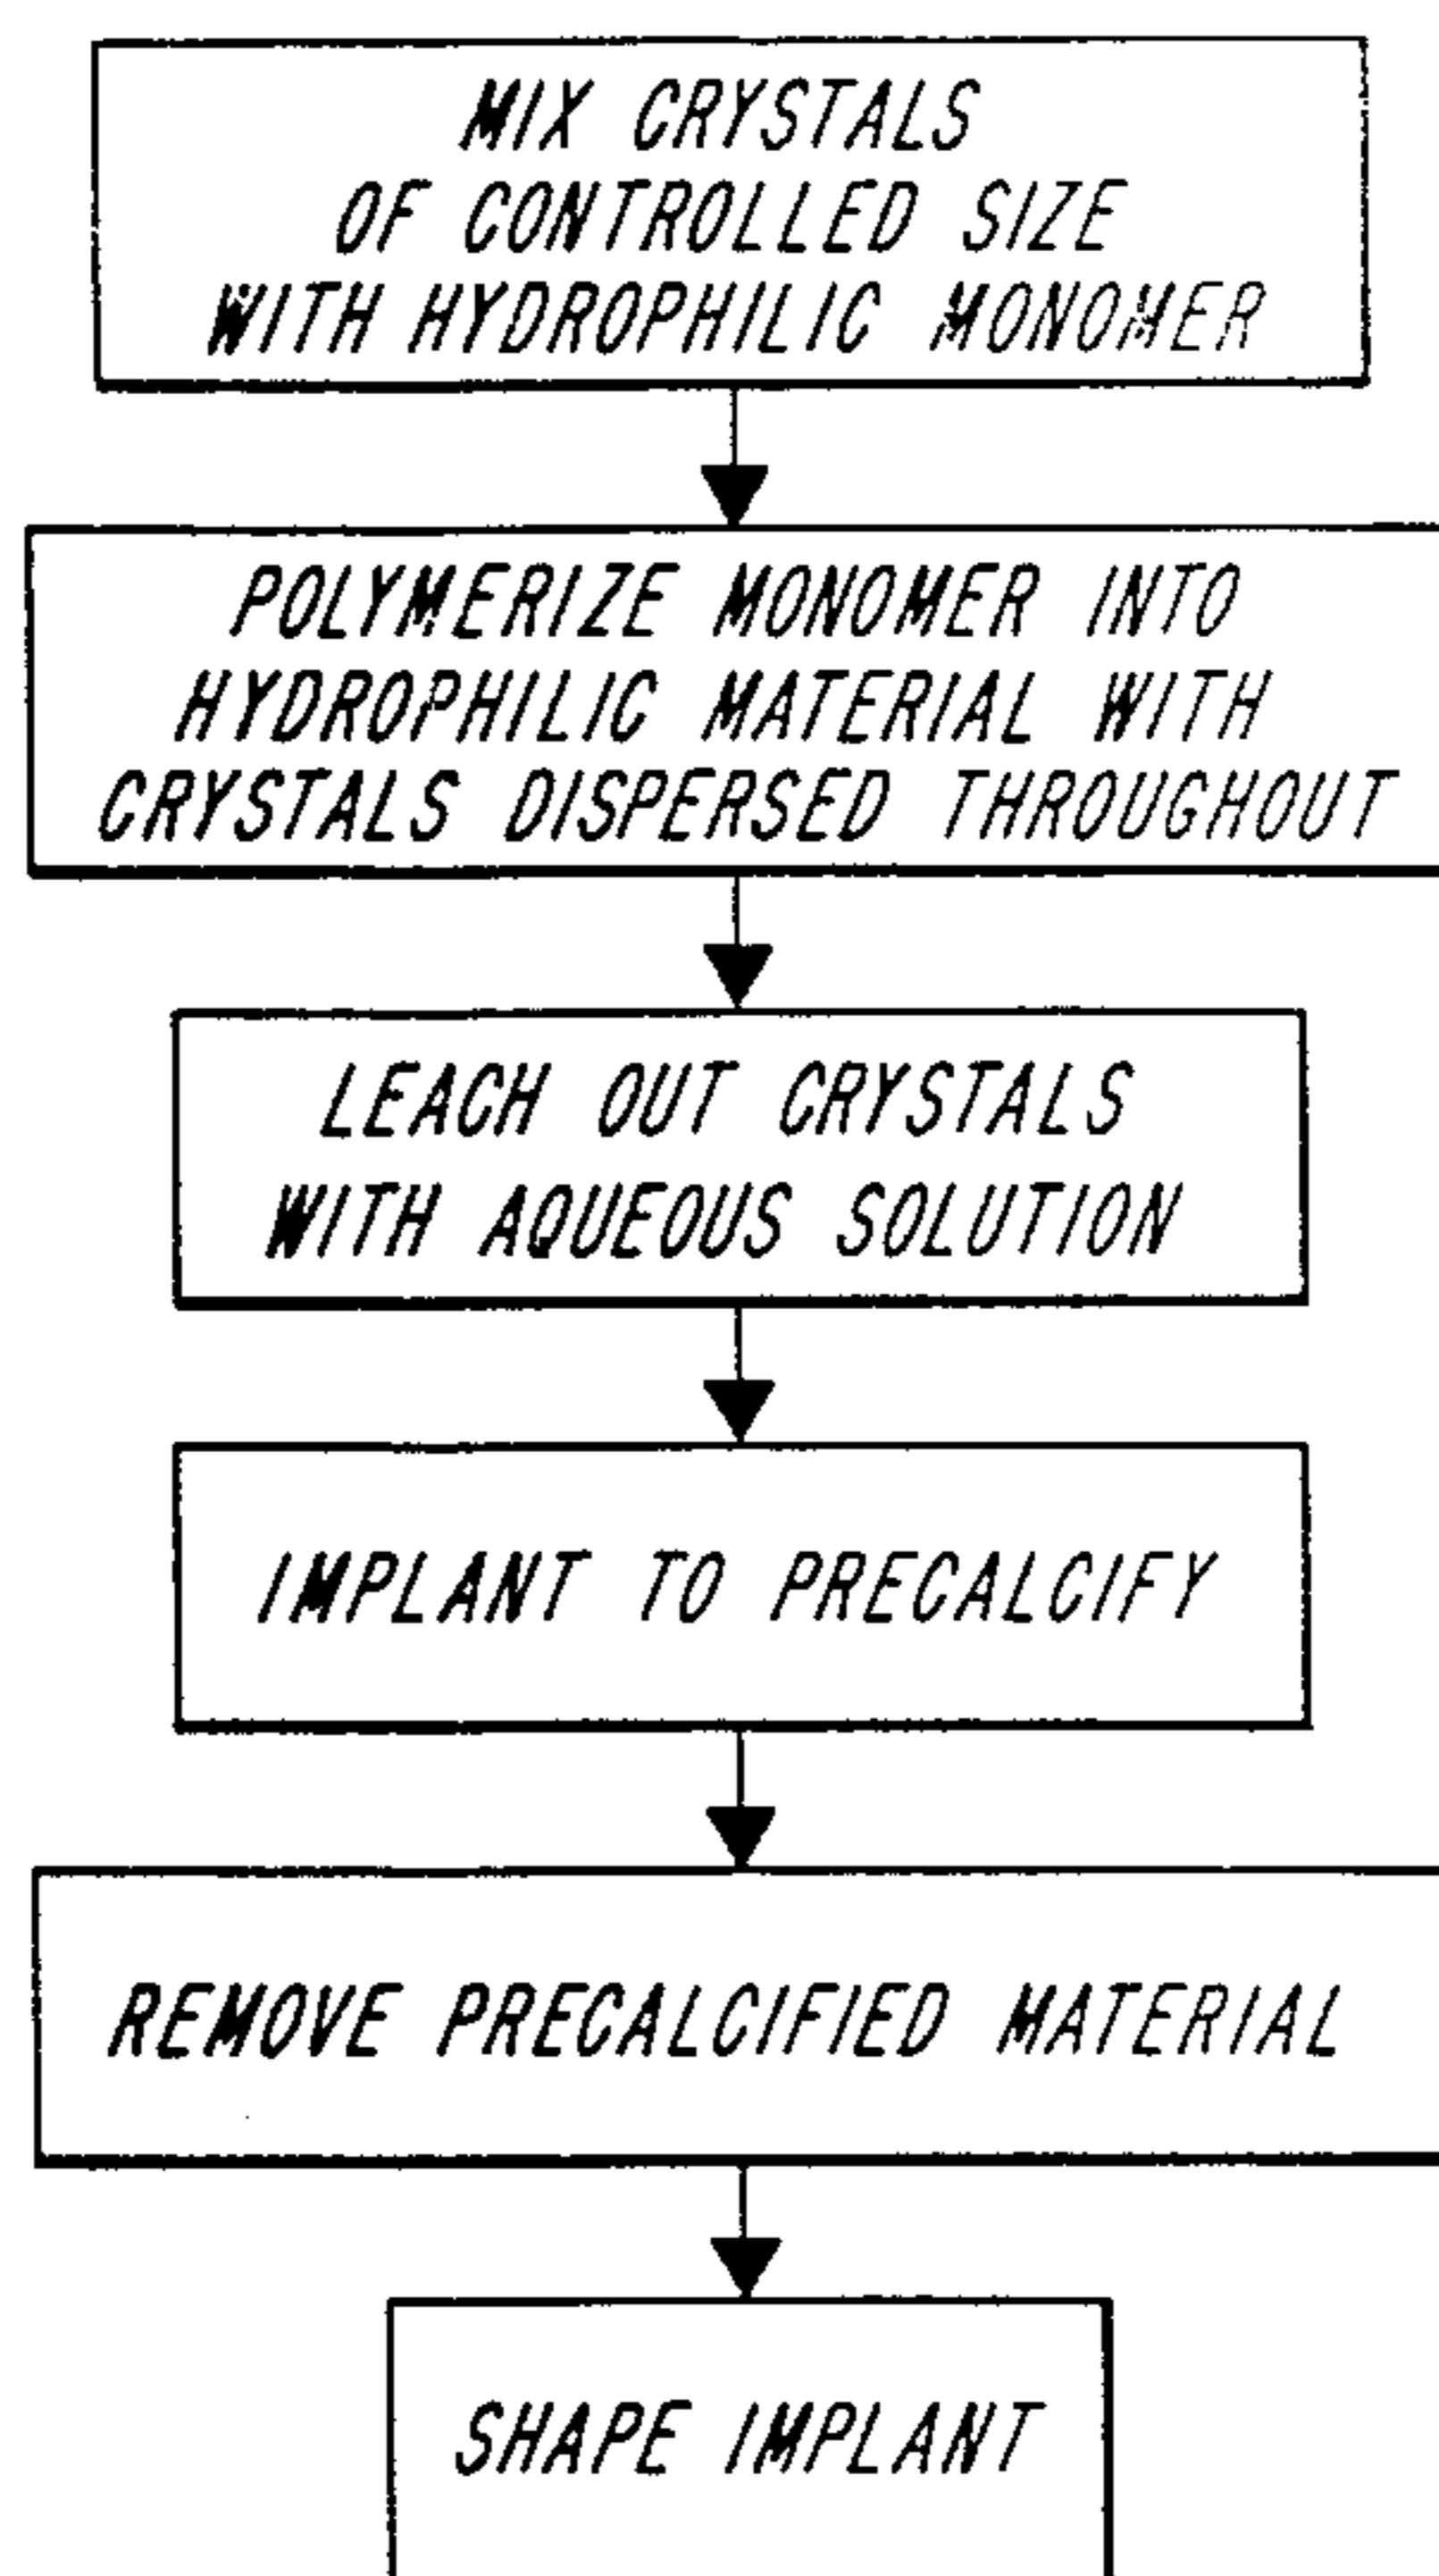 MIX CRYSTALS
OF CONTROLLED SIZE
WITH HYDROPHILIC MONOMER
POLYMERIZE MONOMER INTO
HYDROPHILIC MATERIAL WITH
CRYSTALS DISPERSED THROUGHOUT
LEACH OUT CRYSTALS
WITH AQUEOUS SOLUTION
IMPLANT TO PRECALCIFY
REMOVE PRECALCIFIED MATERIAL
SHAPE IMPLANT